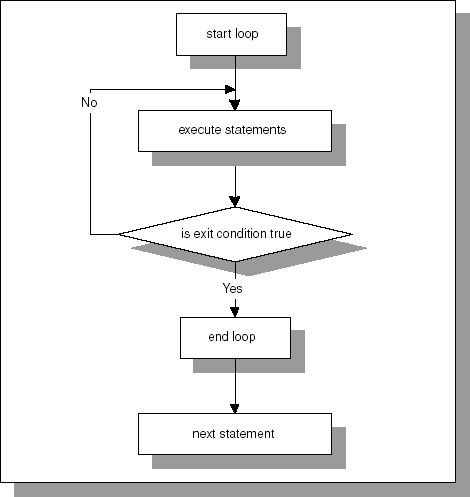 start loop
No
execute statements
is exit condition true
Yes
end loop
next statement